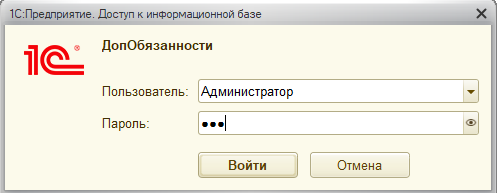 1С:Предприятие. Доступ к информационной базе
1С®
ДопОбязанности
Пользователь: Администратор
Пароль: ●●●
Войти Отмена